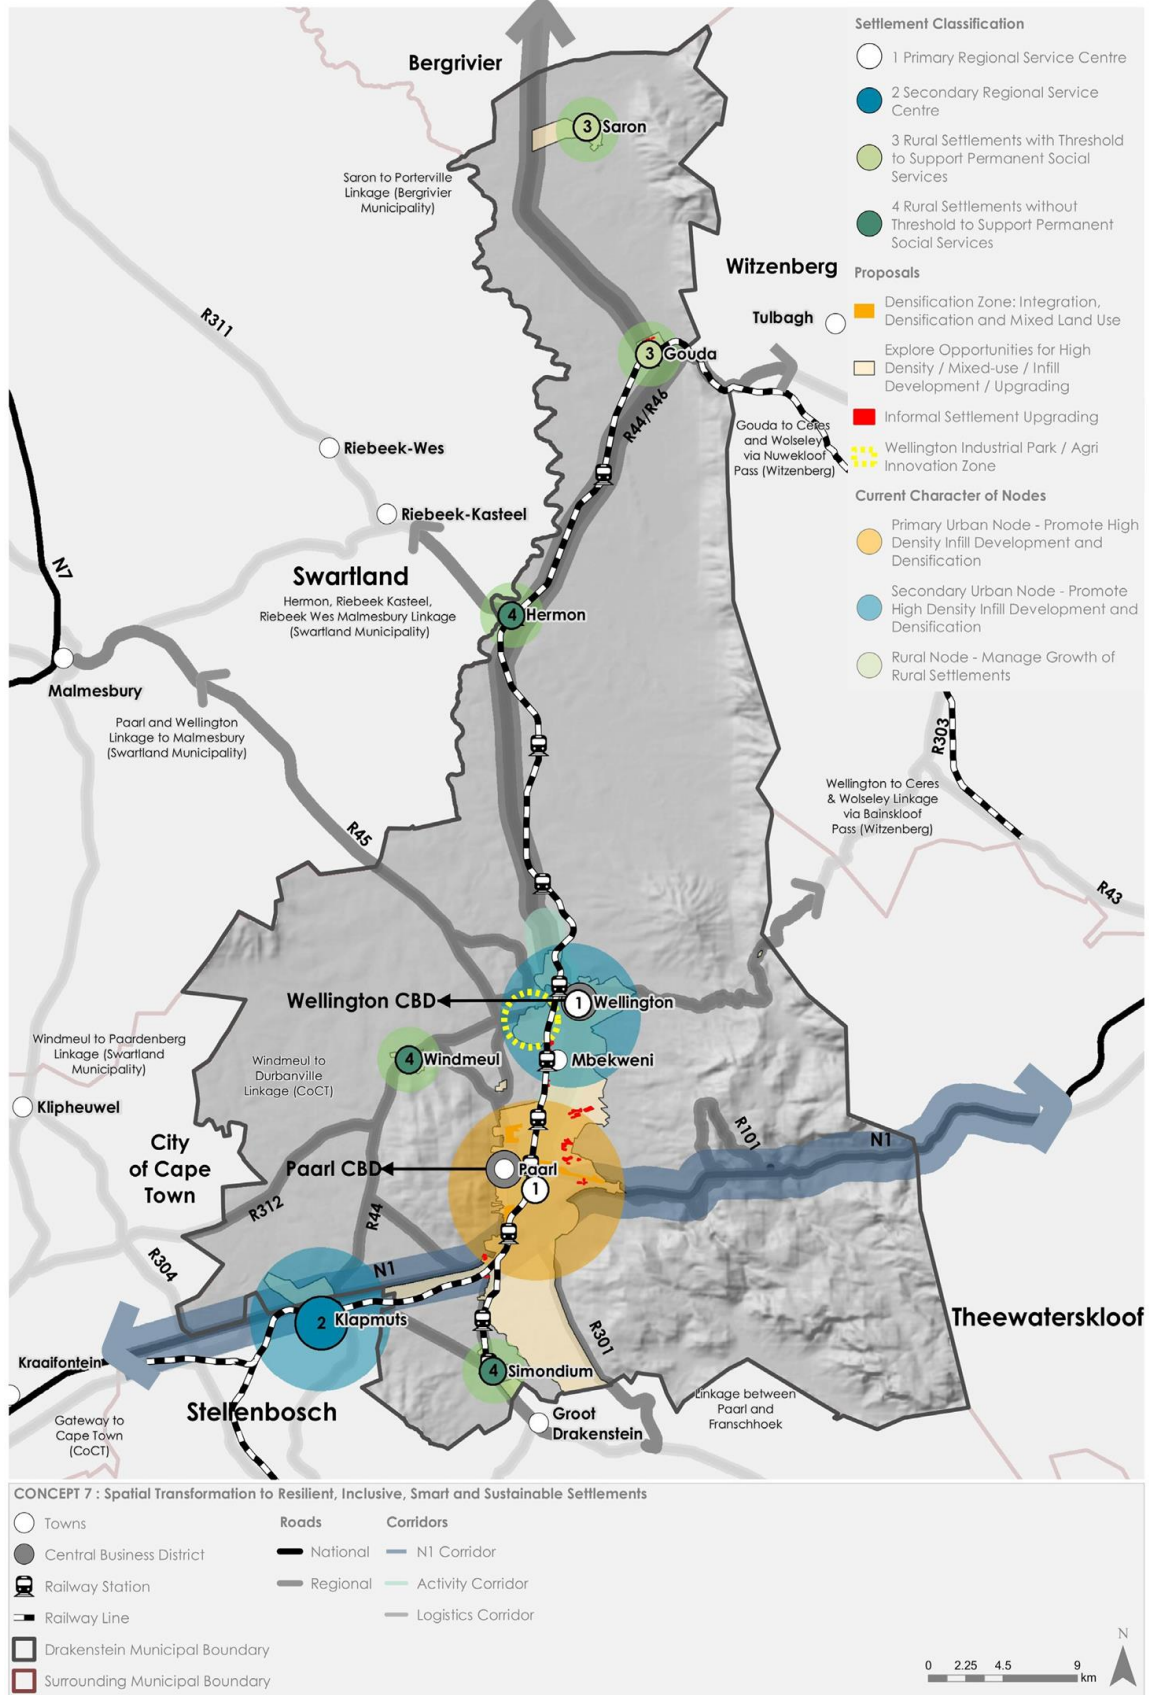 Bergrivier
3
Saron
Saron to Porterville
Linkage (Bergrivier
Municipality)
Witzenberg
Tulbagh
R311
3
Gouda
R44/R46
Gouda to Ceres
and Wolseley
via Nuwekloof
Pass (Witzenberg)
Riebeek-Wes
Riebeek-Kasteel
N7
Swartland
Hermon, Riebeek Kasteel,
Riebeek Wes Malmesbury Linkage
(Swartland Municipality)
4
Hermon
Malmesbury
Paarl and Wellington
Linkage to Malmesbury
(Swartland Municipality)
R303
Wellington to Ceres
& Wolseley Linkage
via Bainskloof
Pass (Witzenberg)
R45
R43
Wellington CBD
1
Wellington
Windmeul to Paardenberg
Linkage (Swartland
Municipality)
Windmeul to
Durbanville
Linkage (CoCT)
4
Windmeul
Mbekweni
Klipheuwel
City
of Cape
Town
R101
N1
Paarl CBD
Paarl
1
R312
R44
R304
N1
2
Klapmuts
Theewaterskloof
R301
Kraaifontein
4
Simondium
Linkage between
Paarl and
Franschhoek
Stellenbosch
Groot
Drakenstein
Gateway to
Cape Town
(CoCT)
Settlement Classification
1 Primary Regional Service Centre
2 Secondary Regional Service
Centre
3 Rural Settlements with Threshold
to Support Permanent Social
Services
4 Rural Settlements without
Threshold to Support Permanent
Social Services
Proposals
Densification Zone: Integration,
Densification and Mixed Land Use
Explore Opportunities for High
Density / Mixed-use / Infill
Development / Upgrading
Informal Settlement Upgrading
Wellington Industrial Park / Agri
Innovation Zone
Current Character of Nodes
Primary Urban Node - Promote High
Density Infill Development and
Densification
Secondary Urban Node - Promote
High Density Infill Development and
Densification
Rural Node - Manage Growth of
Rural Settlements
CONCEPT 7 : Spatial Transformation to Resilient, Inclusive, Smart and Sustainable Settlements
Towns
Central Business District
Railway Station
Railway Line
Drakenstein Municipal Boundary
Surrounding Municipal Boundary
Roads
National
Regional
Corridors
N1 Corridor
Activity Corridor
Logistics Corridor
N
0 2.25 4.5 9
km